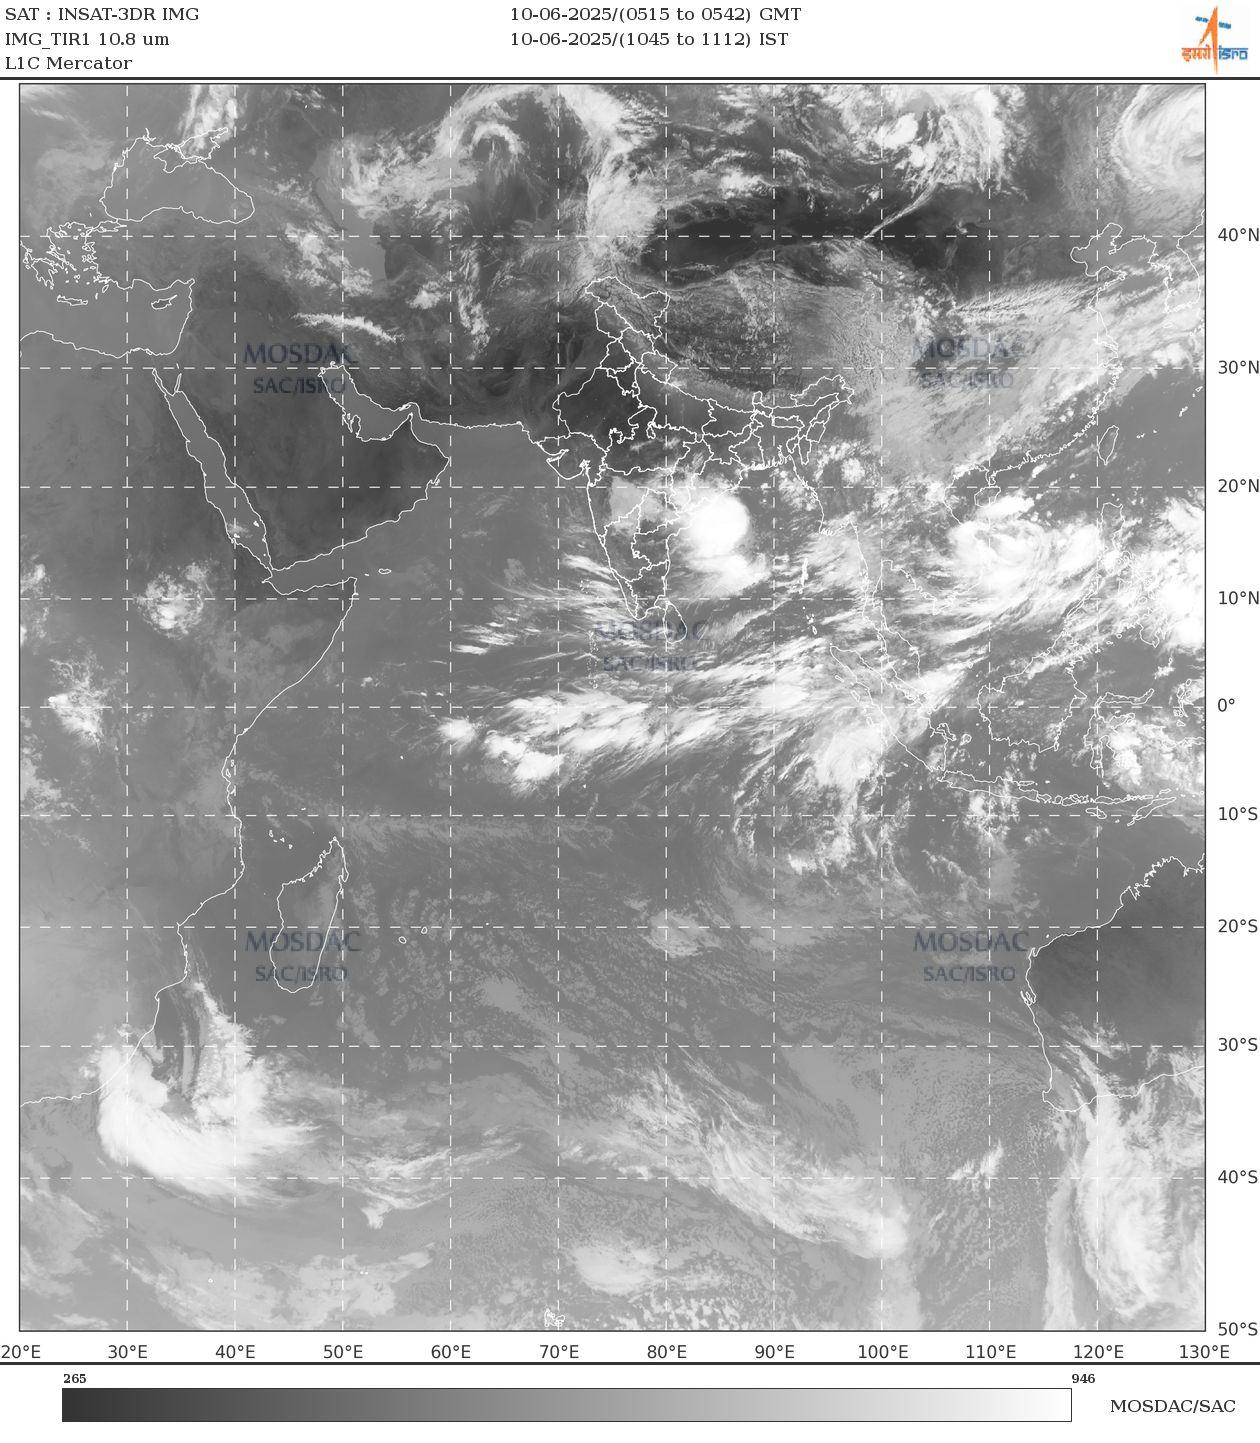 SAT : INSAT-3DR IMG
10-06-2025/(0515 to 0542) GMT
IMG_TIR1 10.8 um
10-06-2025/(1045 to 1112) IST
L1C Mercator
इसरो isro
40°N
MOSDAC
SAC/ISRO
MOSDAC
SAC/ISRO
30°N
20°N
10°N
MOSDAC
SAC/ISRO
0°
10°S
20°S
MOSDAC
SAC/ISRO
MOSDAC
SAC/ISRO
30°S
40°S
50°S
20°E 30°E 40°E 50°E 60°E 70°E 80°E 90°E 100°E 110°E 120°E 130°E
265
946
MOSDAC/SAC